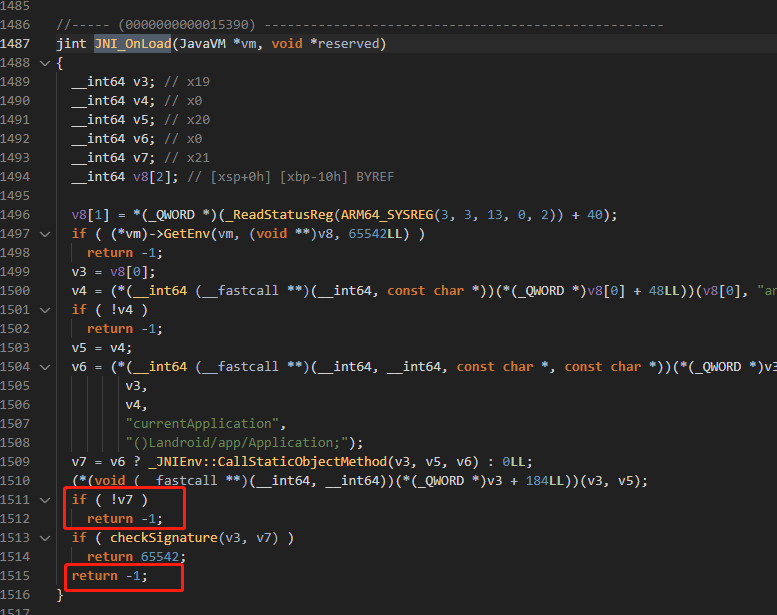 1485
1486 //----- (0000000000015390) ----------------------------------------------------
1487 jint JNI_OnLoad(JavaVM *vm, void *reserved)
1488 {
1489 __int64 v3; // x19
1490 __int64 v4; // x0
1491 __int64 v5; // x20
1492 __int64 v6; // x0
1493 __int64 v7; // x21
1494 __int64 v8[2]; // [xsp+0h] [xbp-10h] BYREF
1495
1496 v8[1] = *(_QWORD *)(_ReadStatusReg(ARM64_SYSREG(3, 3, 13, 0, 2)) + 40);
1497 if ( (*vm)->GetEnv(vm, (void **)v8, 65542LL) )
1498 return -1;
1499 v3 = v8[0];
1500 v4 = (*(__int64 (__fastcall **)(__int64, const char *))(*(_QWORD *)v8[0] + 48LL))(v8[0], "an
1501 if ( !v4 )
1502 return -1;
1503 v5 = v4;
1504 v6 = (*(__int64 (__fastcall **)(__int64, __int64, const char *, const char *))(*(_QWORD *)v3
1505 v3,
1506 v4,
1507 "currentApplication",
1508 "()Landroid/app/Application;");
1509 v7 = v6 ? _JNIEnv::CallStaticObjectMethod(v3, v5, v6) : 0LL;
1510 (*(void (__fastcall **)(__int64, __int64))(*(_QWORD *)v3 + 184LL))(v3, v5);
1511 if ( !v7 )
1512 return -1;
1513 if ( checkSignature(v3, v7) )
1514 return 65542;
1515 return -1;
1516 }
1517